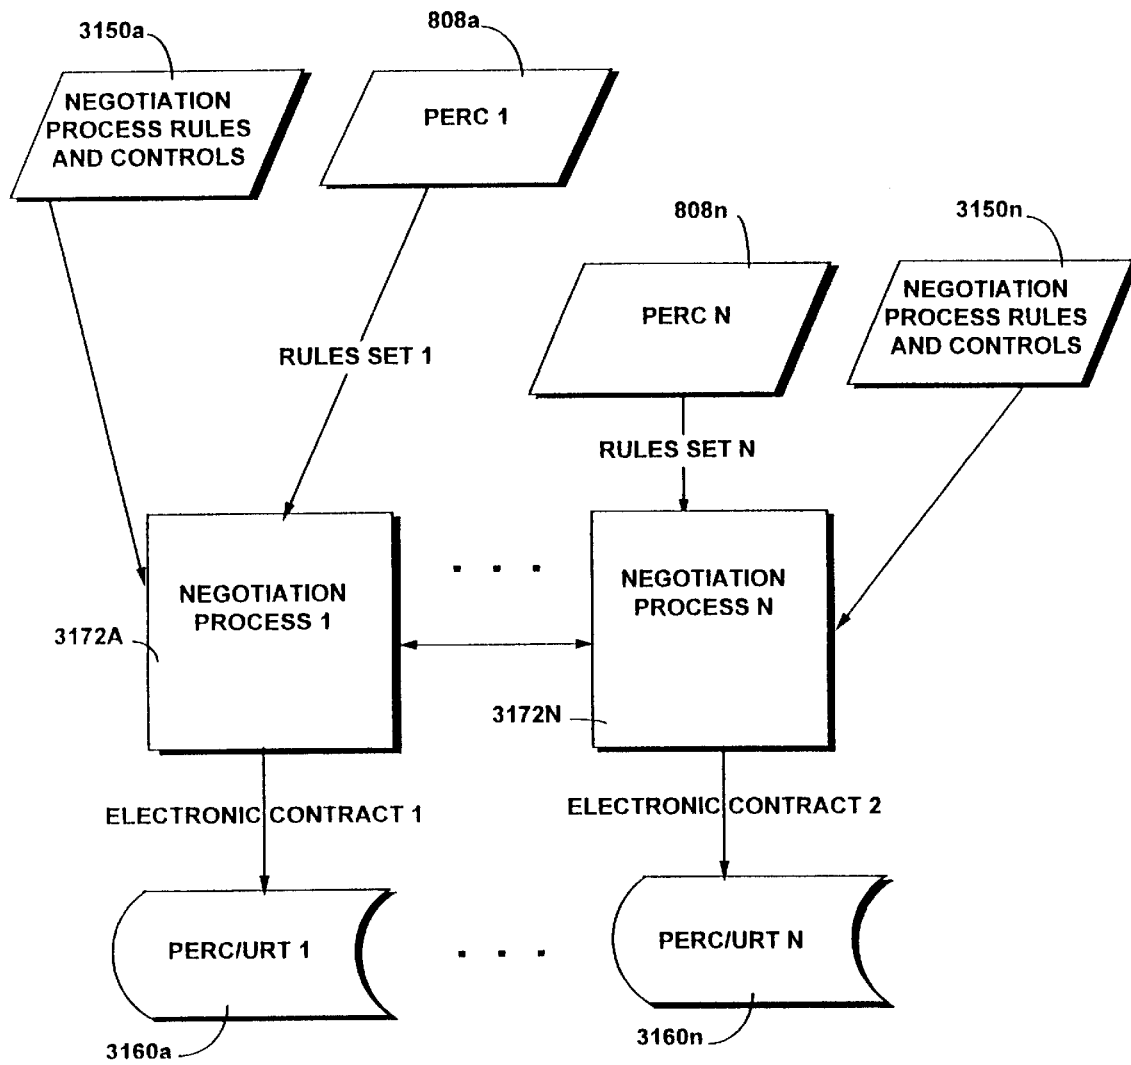 3150a
808a
NEGOTIATION
PROCESS RULES
AND CONTROLS
PERC 1
808n
3150n
PERC N
NEGOTIATION
PROCESS RULES
AND CONTROLS
RULES SET 1
RULES SET N
NEGOTIATION
PROCESS 1
. . .
NEGOTIATION
PROCESS N
3172A
3172N
ELECTRONIC CONTRACT 1
ELECTRONIC CONTRACT 2
PERC/URT 1
. . .
PERC/URT N
3160a
3160n